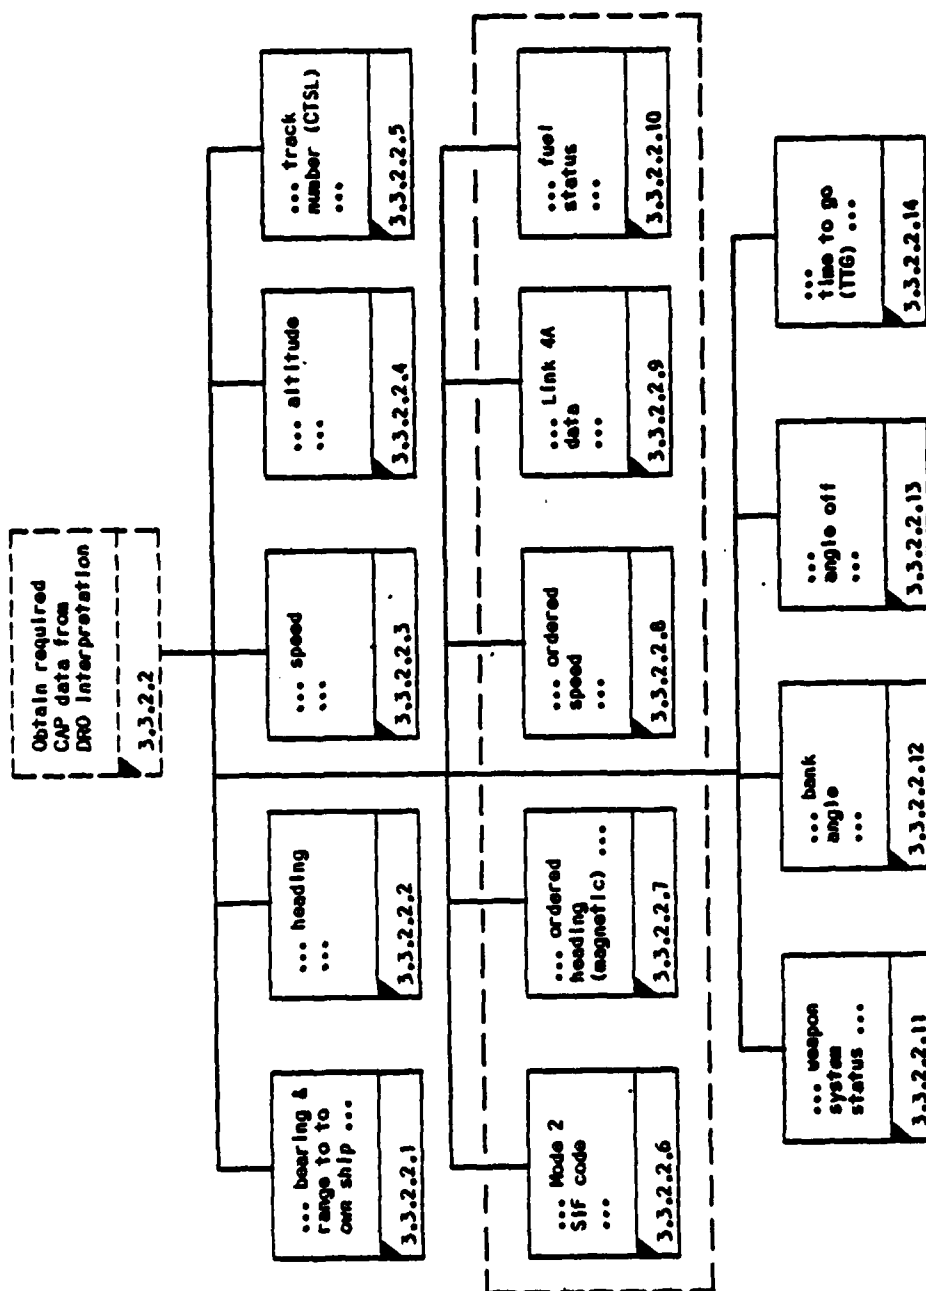 Obtain required
CAP data from
DRO Interpretation
3.3.2.2
... bearing &
range to to
own ship ...
3.3.2.2.1
... heading
...
3.3.2.2.2
... speed
...
3.3.2.2.3
... altitude
...
3.3.2.2.4
... track
number (CTSL)
...
3.3.2.2.5
... Mode 2
SIF code
...
3.3.2.2.6
... ordered
heading
(magnetic) ...
3.3.2.2.7
... ordered
speed
...
3.3.2.2.8
... Link 4A
data
...
3.3.2.2.9
... fuel
status
...
3.3.2.2.10
... weapon
system
status ...
3.3.2.2.11
... bank
angle
...
3.3.2.2.12
...
angle off
...
3.3.2.2.13
...
time to go
(TTG) ...
3.3.2.2.14